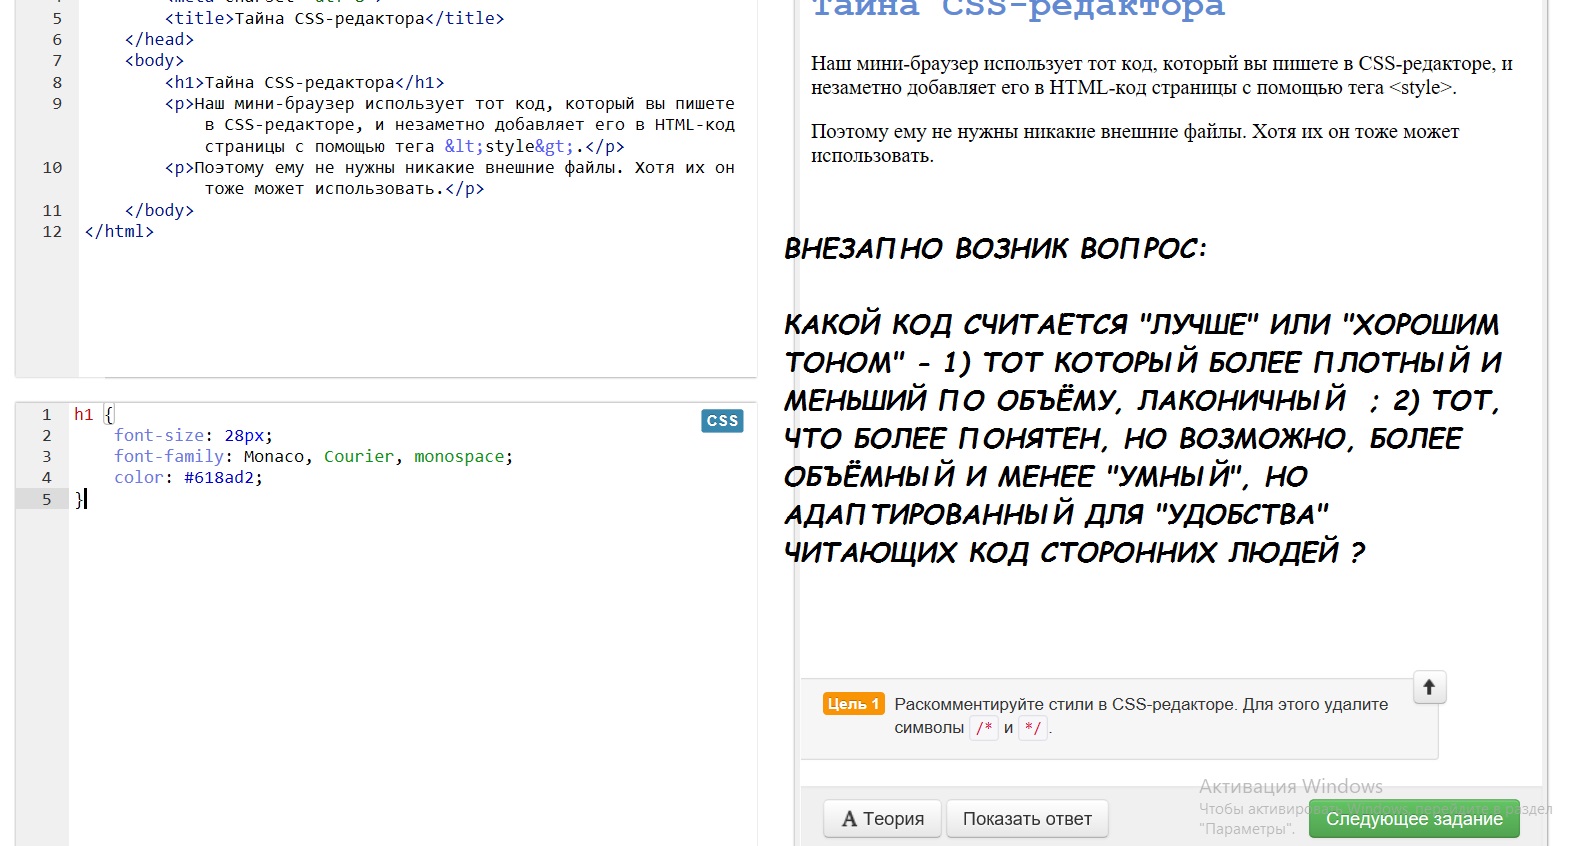 5 <title>Тайна CSS-редактора</title>
6 </head>
7 <body>
8 <h1>Тайна CSS-редактора</h1>
9 <p>Наш мини-браузер использует тот код, который вы пишете
в CSS-редакторе, и незаметно добавляет его в HTML-код
страницы с помощью тега &lt;style&gt;.</p>
10 <p>Поэтому ему не нужны никакие внешние файлы. Хотя их он
тоже может использовать.</p>
11 </body>
12 </html>
1 h1 {
2 font-size: 28px;
3 font-family: Monaco, Courier, monospace;
4 color: #618ad2;
5 }
CSS
Тайна CSS-редактора
Наш мини-браузер использует тот код, который вы пишете в CSS-редакторе, и
незаметно добавляет его в HTML-код страницы с помощью тега <style>.
Поэтому ему не нужны никакие внешние файлы. Хотя их он тоже может
использовать.
ВНЕЗАПНО ВОЗНИК ВОПРОС:
КАКОЙ КОД СЧИТАЕТСЯ "ЛУЧШЕ" ИЛИ "ХОРОШИМ
ТОНОМ" - 1) ТОТ КОТОРЫЙ БОЛЕЕ ПЛОТНЫЙ И
МЕНЬШИЙ ПО ОБЪЁМУ, ЛАКОНИЧНЫЙ ; 2) ТОТ,
ЧТО БОЛЕЕ ПОНЯТЕН, НО ВОЗМОЖНО, БОЛЕЕ
ОБЪЁМНЫЙ И МЕНЕЕ "УМНЫЙ", НО
АДАПТИРОВАННЫЙ ДЛЯ "УДОБСТВА"
ЧИТАЮЩИХ КОД СТОРОННИХ ЛЮДЕЙ ?
Цель 1 Раскомментируйте стили в CSS-редакторе. Для этого удалите
символы /* и */.
Активация Windows
Чтобы активировать Windows, перейдите в раздел
"Параметры".
А Теория
Показать ответ
Следующее задание